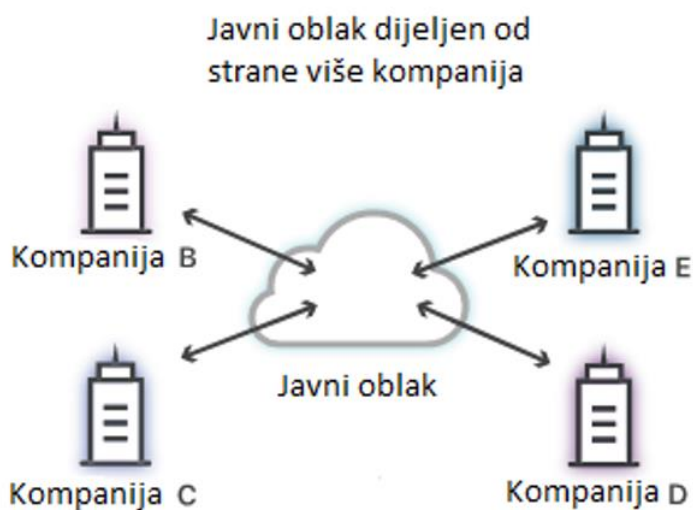 Javni oblak dijeljen od
strane više kompanija
Kompanija B
Kompanija E
Javni oblak
Kompanija C
Kompanija D